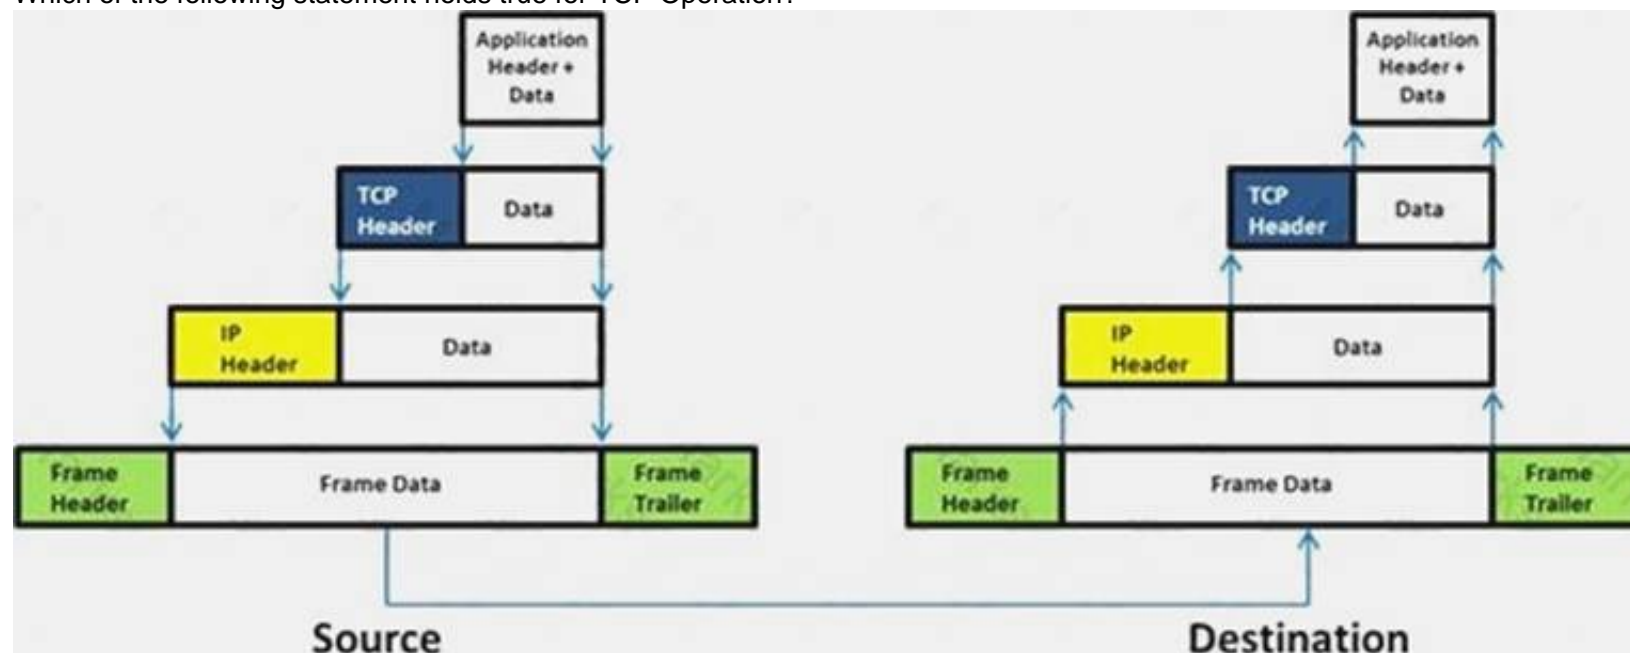 Which of the following statement holds true for TCP Operation?
Application
Header +
Data
Application
Header +
Data
TCP
Header
Data
TCP
Header
Data
IP
Header
Data
IP
Header
Data
Frame
Header
Frame Data
Frame
Trailer
Frame
Header
Frame Data
Frame
Trailer
Source
Destination